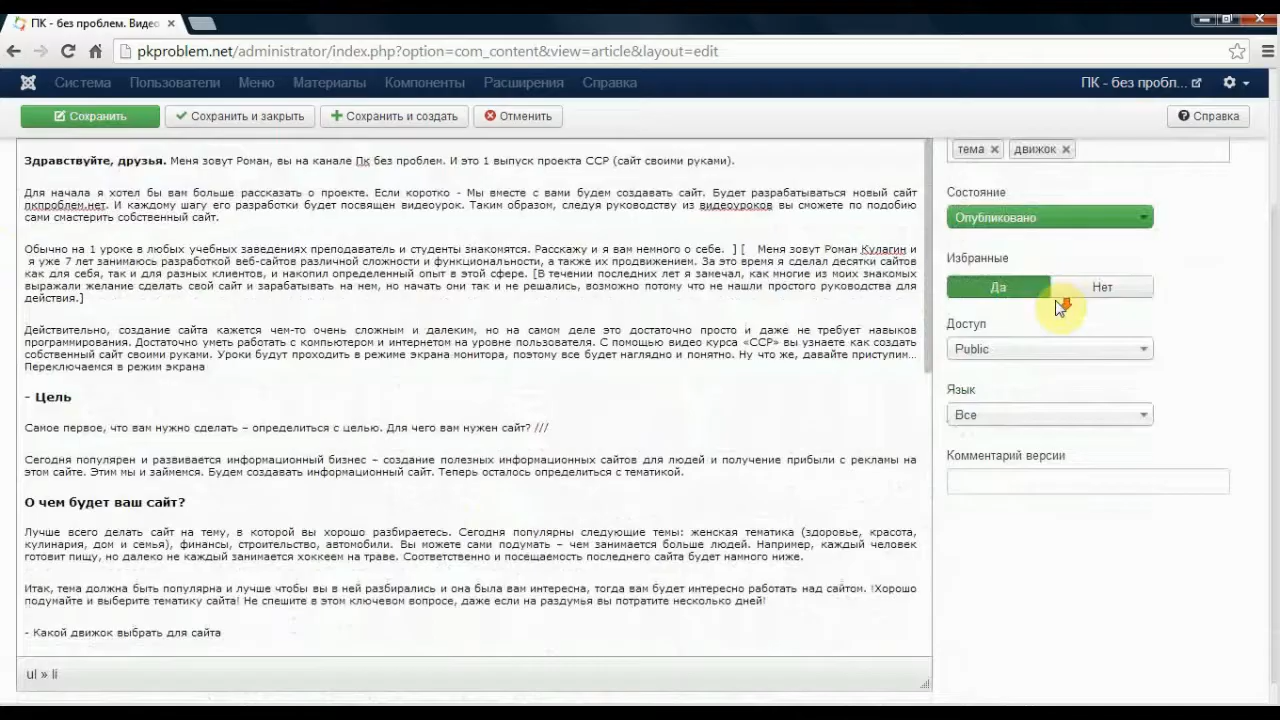 ПК - без проблем. Видео
pkproblem.net/administrator/index.php?option=com_content&view=article&layout=edit
Система Пользователи Меню Материалы Компоненты Расширения Справка ПК - без пробл...
Сохранить Сохранить и закрыть Сохранить и создать Отменить Справка
Здравствуйте, друзья. Меня зовут Роман, вы на канале Пк без проблем. И это 1 выпуск проекта ССР (сайт своими руками).
Для начала я хотел бы вам больше рассказать о проекте. Если коротко - Мы вместе с вами будем создавать сайт. Будет разрабатываться новый сайт
пкпроблем.нет. И каждому шагу его разработки будет посвящен видеоурок. Таким образом, следуя руководству из видеоуроков вы сможете по подобию
сами смастерить собственный сайт.
Обычно на 1 уроке в любых учебных заведениях преподаватель и студенты знакомятся. Расскажу и я вам немного о себе. ] [ Меня зовут Роман Кулагин и
я уже 7 лет занимаюсь разработкой веб-сайтов различной сложности и функциональности, а также их продвижением. За это время я сделал десятки сайтов
как для себя, так и для разных клиентов, и накопил определенный опыт в этой сфере. [В течении последних лет я замечал, как многие из моих знакомых
выражали желание сделать свой сайт и зарабатывать на нем, но начать они так и не решались, возможно потому что не нашли простого руководства для
действия.]
Действительно, создание сайта кажется чем-то очень сложным и далеким, но на самом деле это достаточно просто и даже не требует навыков
программирования. Достаточно уметь работать с компьютером и интернетом на уровне пользователя. С помощью видео курса «ССР» вы узнаете как создать
собственный сайт своими руками. Уроки будут проходить в режиме экрана монитора, поэтому все будет наглядно и понятно. Ну что же, давайте приступим...
Переключаемся в режим экрана
- Цель
Самое первое, что вам нужно сделать – определиться с целью. Для чего вам нужен сайт? ///
Сегодня популярен и развивается информационный бизнес – создание полезных информационных сайтов для людей и получение прибыли с рекламы на
этом сайте. Этим мы и займемся. Будем создавать информационный сайт. Теперь осталось определиться с тематикой.
О чем будет ваш сайт?
Лучше всего делать сайт на тему, в которой вы хорошо разбираетесь. Сегодня популярны следующие темы: женская тематика (здоровье, красота,
кулинария, дом и семья), финансы, строительство, автомобили. Вы можете сами подумать – чем занимается больше людей. Например, каждый человек
готовит пищу, но далеко не каждый занимается хоккеем на траве. Соответственно и посещаемость последнего сайта будет намного ниже.
Итак, тема должна быть популярна и лучше чтобы вы в ней разбирались и она была вам интересна, тогда вам будет интересно работать над сайтом. !Хорошо
подумайте и выберите тематику сайта! Не спешите в этом ключевом вопросе, даже если на раздумья вы потратите несколько дней!
- Какой движок выбрать для сайта
ul » li
тема движок
Состояние
Опубликовано
Избранные
Да Нет
Доступ
Public
Язык
Все
Комментарий версии